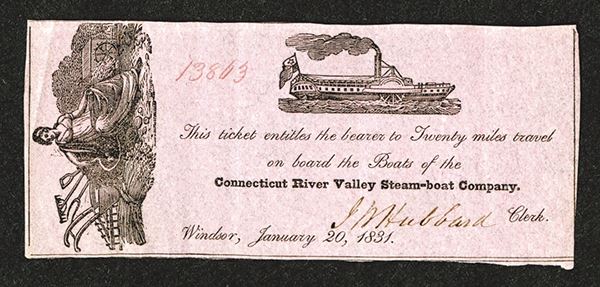 13863
This ticket entitles the bearer to Twenty miles travel
on board the Boats of the
Connecticut River Valley Steam-boat Company.
J W Hubbard Clerk.
Windsor, January 20, 1831.